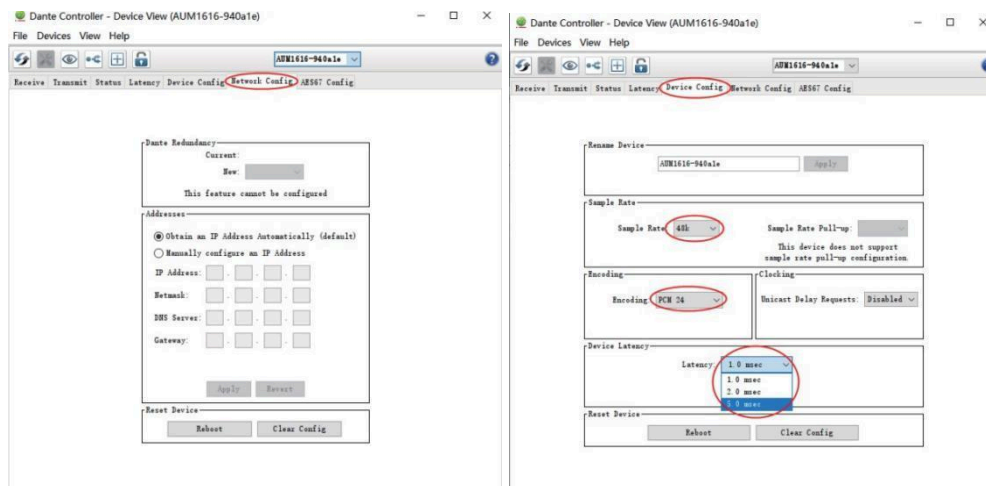 Dante Controller - Device View (AUM1616-940a1e)
File Devices View Help
AUM1616-940a1e
Receive Transmit Status Latency Device Config Network Config AES67 Config
Dante Redundancy
Current:
New:
This feature cannot be configured
Addresses
Obtain an IP Address Automatically (default)
Manually configure an IP Address
IP Address:
Netmask:
DNS Server:
Gateway:
Apply Revert
Reset Device
Reboot Clear Config
Dante Controller - Device View (AUM1616-940a1e)
File Devices View Help
AUM1616-940a1e
Receive Transmit Status Latency Device Config Network Config AES67 Config
Rename Device
AUM1616-940a1e Apply
Sample Rate
Sample Rate: 48k Sample Rate Pull-up:
This device does not support
sample rate pull-up configuration.
Encoding Clocking
Encoding: PCM 24 Unicast Delay Requests: Disabled
Device Latency
Latency: 1.0 msec
1.0 msec
2.0 msec
5.0 msec
Reset Device
Reboot Clear Config